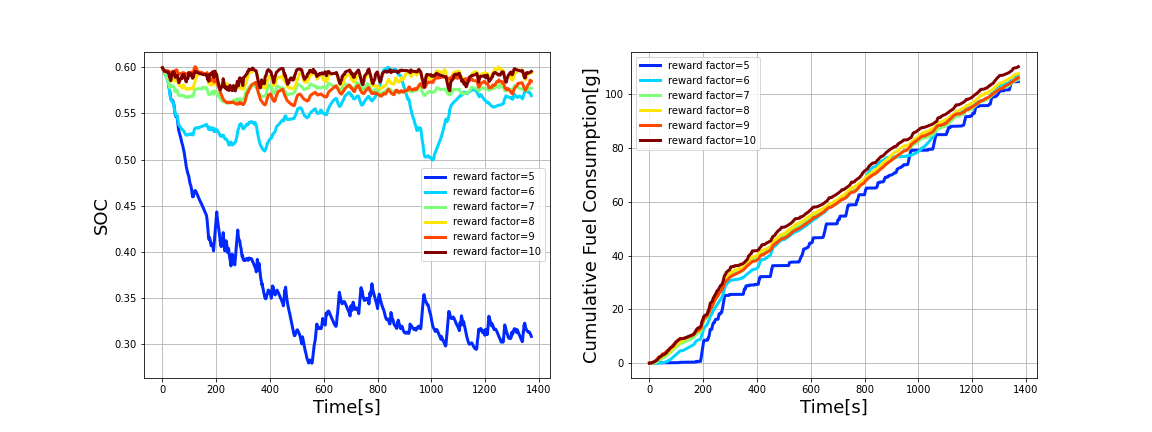 SOC
0.60
0.55
0.50
0.45
0.40
0.35
0.30
reward factor=5
reward factor=6
reward factor=7
reward factor=8
reward factor=9
reward factor=10
0 200 400 600 800 1000 1200 1400
Time[s]
Cumulative Fuel Consumption[g]
100
80
60
40
20
0
reward factor=5
reward factor=6
reward factor=7
reward factor=8
reward factor=9
reward factor=10
0 200 400 600 800 1000 1200 1400
Time[s]